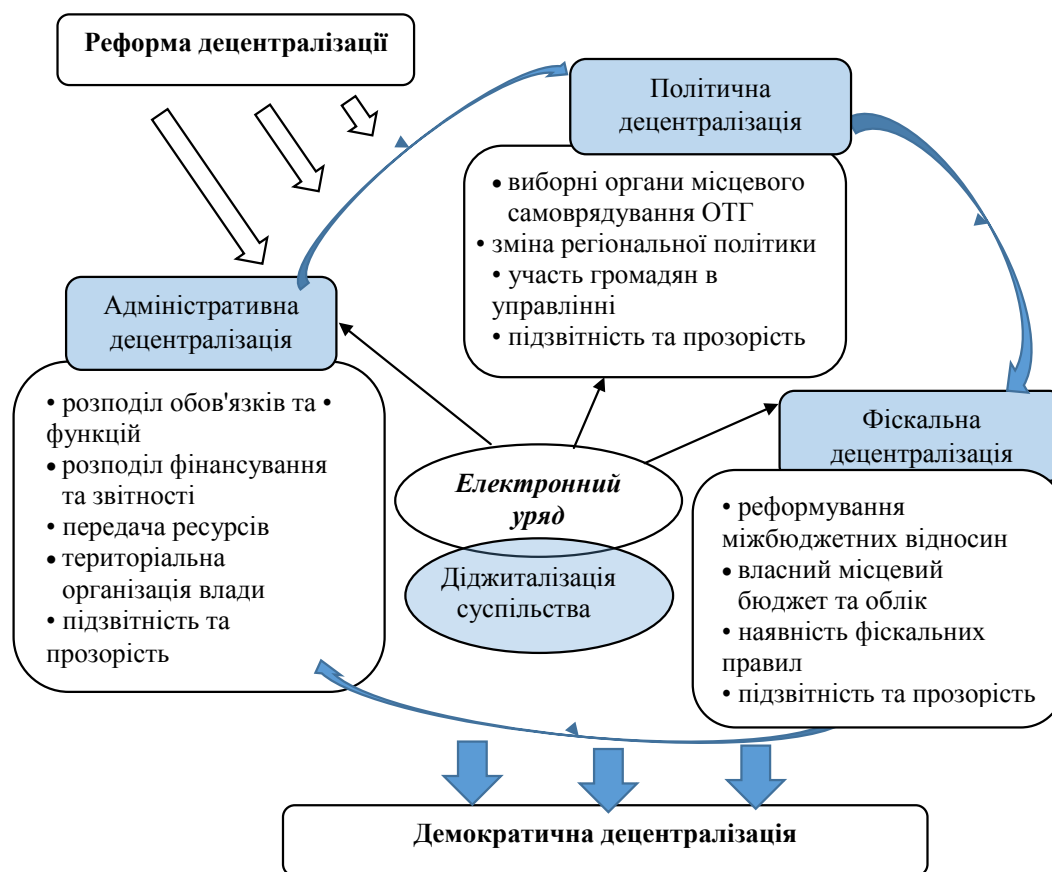 Реформа децентралізації
Політична
децентралізація
• виборні органи місцевого
самоврядування ОТГ
• зміна регіональної політики
• участь громадян в
управлінні
• підзвітність та прозорість
Адміністративна
децентралізація
• розподіл обов'язків та •
функцій
• розподіл фінансування
та звітності
• передача ресурсів
• територіальна
організація влади
• підзвітність та
прозорість
Електронний
уряд
Діджиталізація
суспільства
Фіскальна
децентралізація
• реформування
міжбюджетних відносин
• власний місцевий
бюджет та облік
• наявність фіскальних
правил
• підзвітність та прозорість
Демократична децентралізація